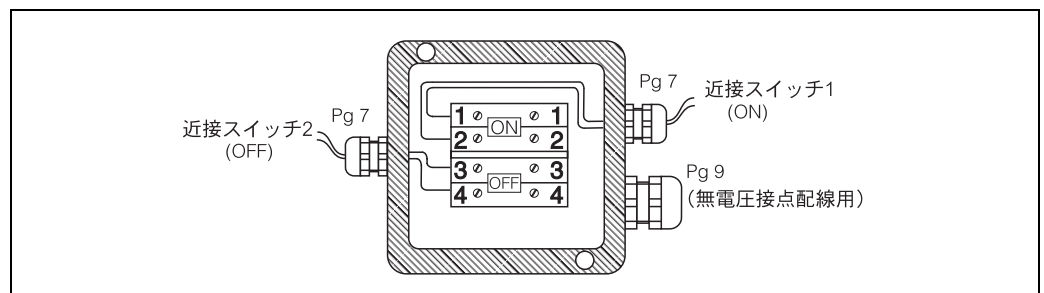 Pg 7
近接スイッチ1
(ON)
Pg 7
近接スイッチ2
(OFF)
1 ON 1
2 2
3 OFF 3
4 4
Pg 9
(無電圧接点配線用)